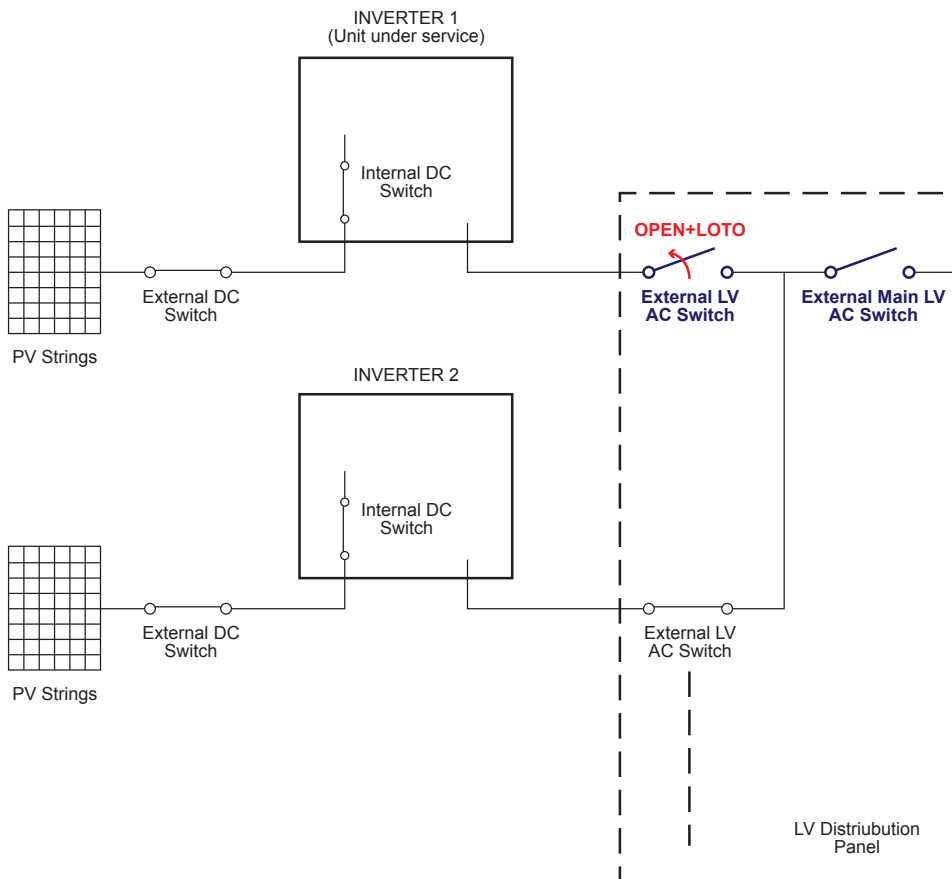 INVERTER 1
(Unit under service)
Internal DC
Switch
OPEN+LOTO
External DC
Switch
External LV
AC Switch
External Main LV
AC Switch
PV Strings
INVERTER 2
Internal DC
Switch
External DC
Switch
External LV
AC Switch
PV Strings
LV Distriubution
Panel